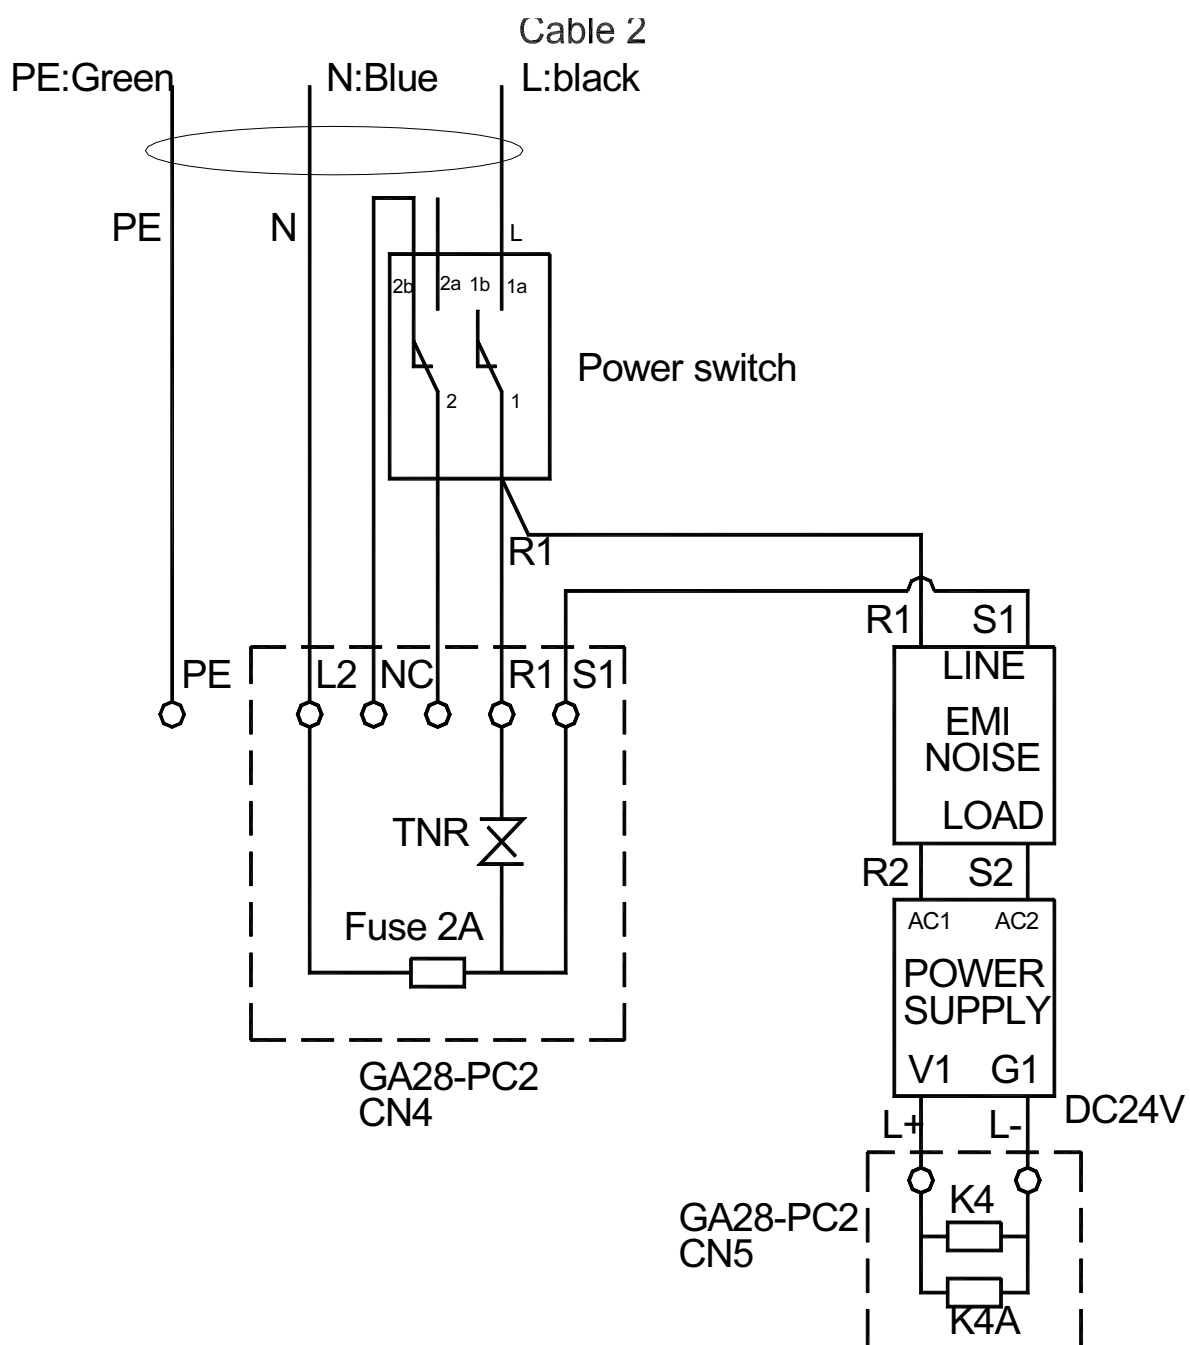 Cable 2
PE:Green N:Blue L:black
PE N L
2b 2a 1b 1a
Power switch
2 1
R1
R1 S1
PE L2 NC R1 S1
LINE
EMI
NOISE
LOAD
TNR
R2 S2
Fuse 2A
AC1 AC2
POWER
SUPPLY
V1 G1
GA28-PC2
CN4
DC24V
L+ L-
K4
GA28-PC2
CN5
K4A